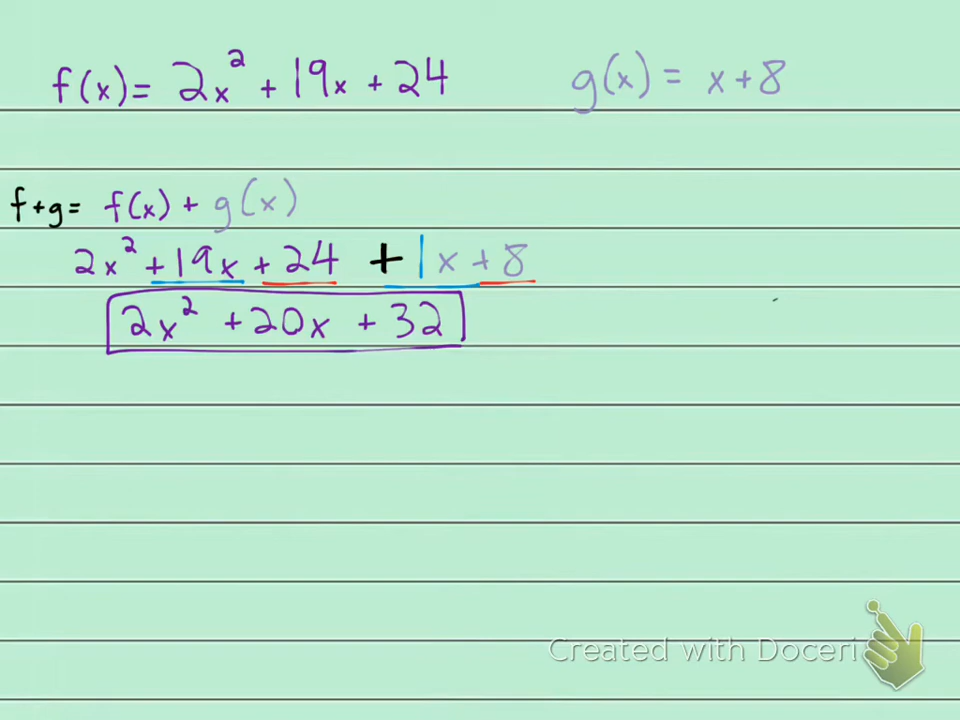 f(x)= 2x² + 19x + 24 g(x) = x+8
f+g= f(x) + g(x)
2x² +19x + 24 + 1x + 8
2x² +20x + 32
Created with Doceri